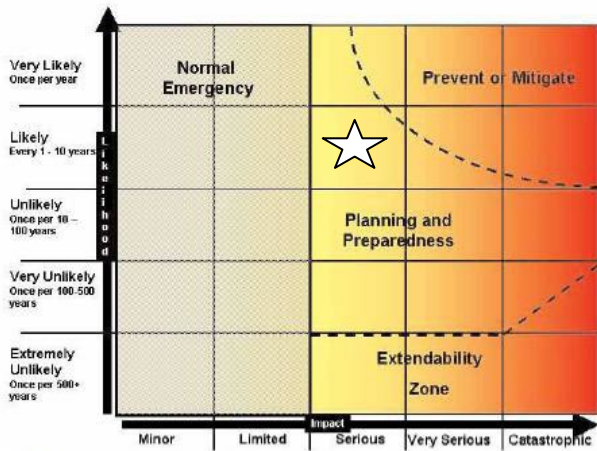 Very Likely
Once per year
Normal
Emergency
Prevent or Mitigate
Likely
Every 1 - 10 years
Likelihood
Unlikely
Once per 10 –
100 years
Planning and
Preparedness
Very Unlikely
Once per 100-500
years
Extremely
Unlikely
Once per 500+
years
Extendability
Zone
Impact
Minor
Limited
Serious
Very Serious
Catastrophic